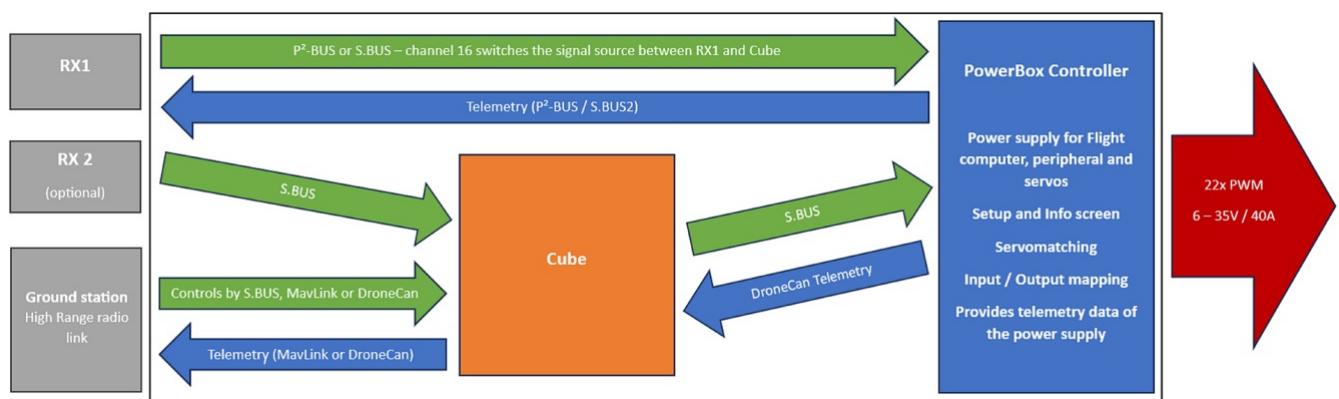 RX1
P²-BUS or S.BUS – channel 16 switches the signal source between RX1 and Cube
Telemetry (P²-BUS / S.BUS2)
RX 2
(optional)
S.BUS
Ground station
High Range radio
link
Controls by S.BUS, MavLink or DroneCan
Telemetry (MavLink or DroneCan)
Cube
S.BUS
DroneCan Telemetry
PowerBox Controller
Power supply for Flight
computer, peripheral and
servos
Setup and Info screen
Servomatching
Input / Output mapping
Provides telemetry data of
the power supply
22x PWM
6 – 35V / 40A